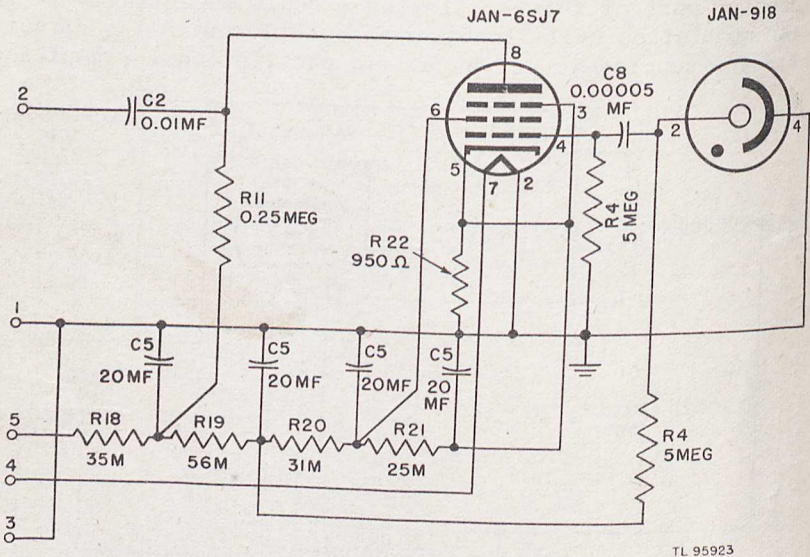 JAN-6SJ7
JAN-918
8
C8
0.00005
MF
2
C2
0.01MF
6
3
4
2
4
5
7
2
R11
0.25 MEG
R4
5 MEG
R 22
950 Ω
1
C5
20MF
C5
20MF
C5
20MF
C5
20
MF
5
R18
35M
R19
56M
R20
31M
R21
25M
R4
5MEG
4
3
TL 95923